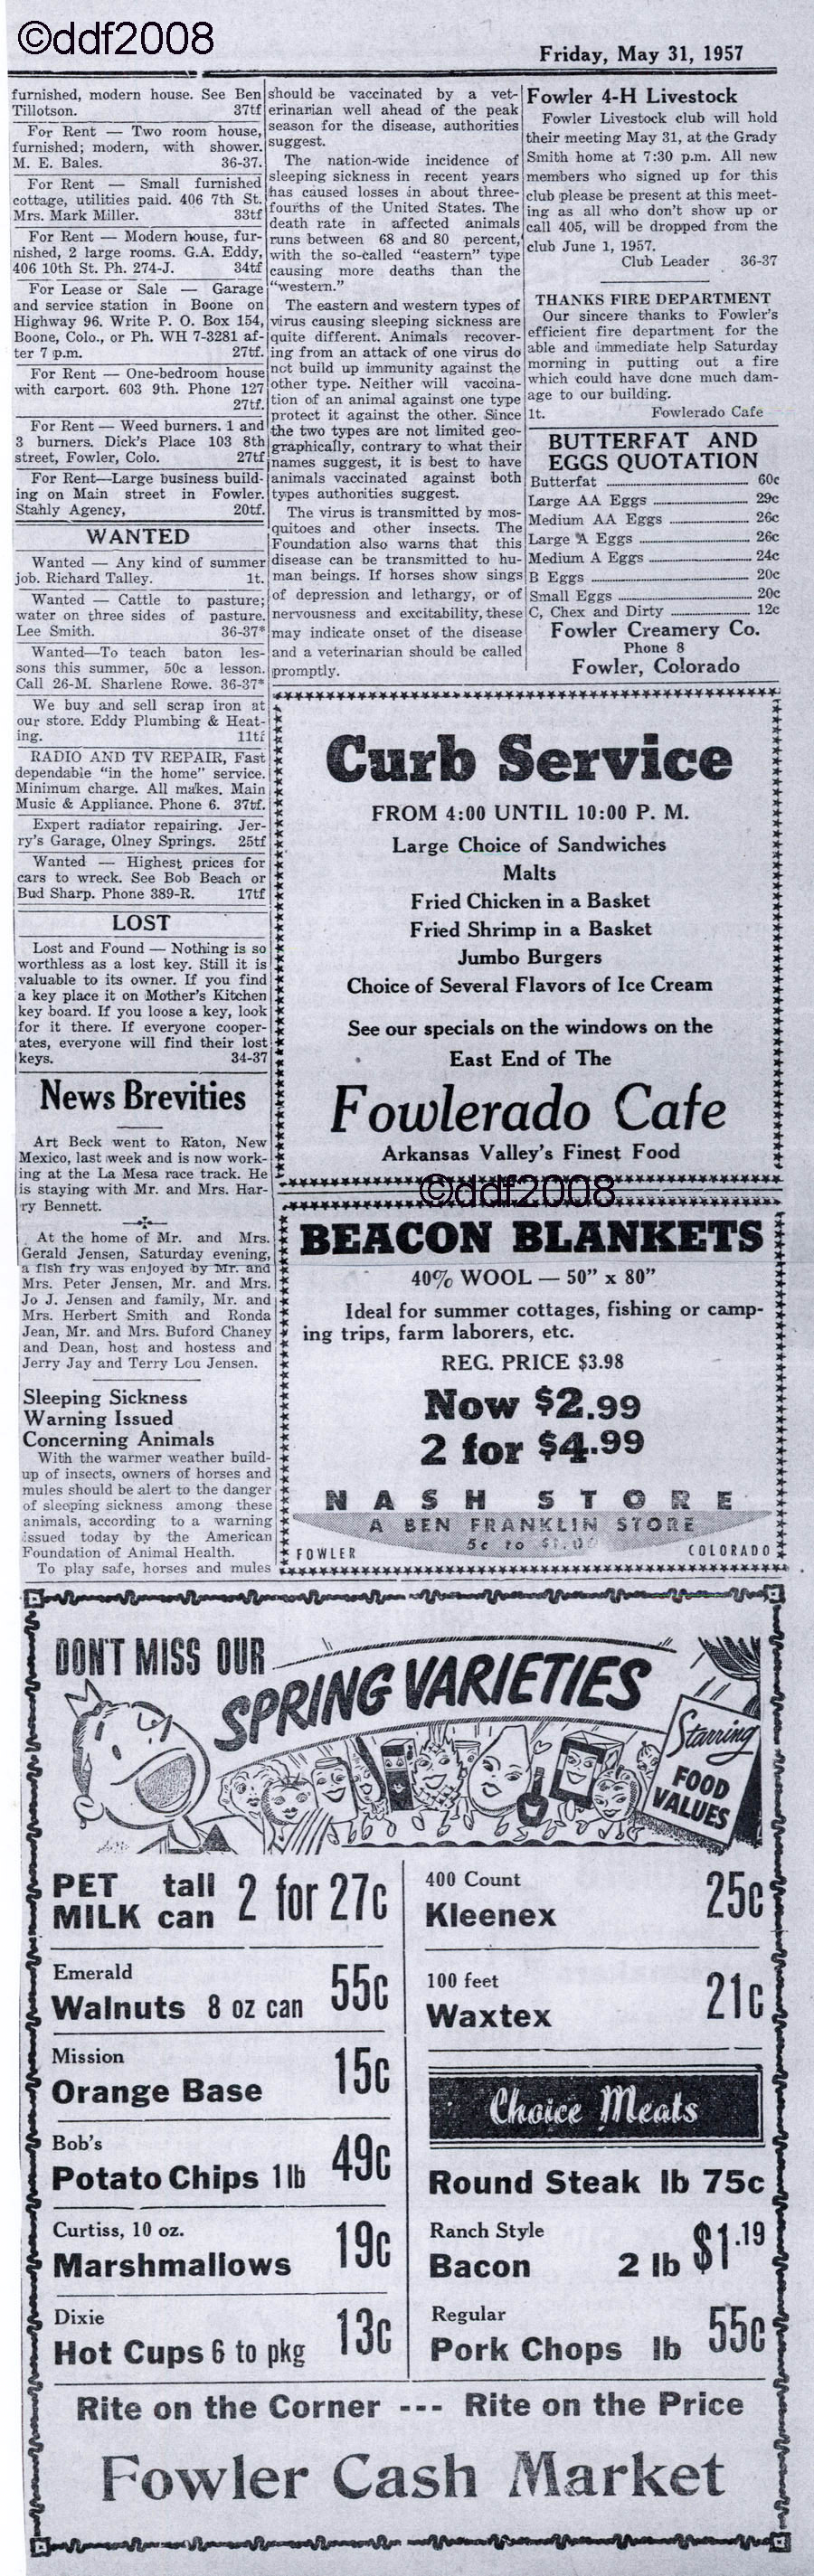 ©ddf2008
Friday, May 31, 1957
furnished, modern house. See Ben
Tillotson. 37tf
For Rent — Two room house,
furnished; modern, with shower.
M. E. Bales. 36-37.
For Rent — Small furnished
cottage, utilities paid. 406 7th St.
Mrs. Mark Miller. 33tf
For Rent — Modern house, fur-
nished, 2 large rooms. G.A. Eddy,
406 10th St. Ph. 274-J. 34tf
For Lease or Sale — Garage
and service station in Boone on
Highway 96. Write P. O. Box 154,
Boone, Colo., or Ph. WH 7-3281 af-
ter 7 p.m. 27tf.
For Rent — One-bedroom house
with carport. 603 9th. Phone 127
27tf.
For Rent — Weed burners. 1 and
3 burners. Dick's Place 103 8th
street, Fowler, Colo. 27tf
For Rent—Large business build-
ing on Main street in Fowler.
Stahly Agency, 20tf.
WANTED
Wanted — Any kind of summer
job. Richard Talley. 1t.
Wanted — Cattle to pasture;
water on three sides of pasture.
Lee Smith. 36-37*
Wanted—To teach baton les-
sons this summer, 50c a lesson.
Call 26-M. Sharlene Rowe. 36-37*
We buy and sell scrap iron at
our store. Eddy Plumbing & Heat-
ing. 11tf
RADIO AND TV REPAIR, Fast
dependable "in the home" service.
Minimum charge. All makes. Main
Music & Appliance. Phone 6. 37tf.
Expert radiator repairing. Jer-
ry's Garage, Olney Springs. 25tf
Wanted — Highest prices for
cars to wreck. See Bob Beach or
Bud Sharp. Phone 389-R. 17tf
LOST
Lost and Found — Nothing is so
worthless as a lost key. Still it is
valuable to its owner. If you find
a key place it on Mother's Kitchen
key board. If you loose a key, look
for it there. If everyone cooper-
ates, everyone will find their lost
keys. 34-37
News Brevities
Art Beck went to Raton, New
Mexico, last week and is now work-
ing at the La Mesa race track. He
is staying with Mr. and Mrs. Har-
ry Bennett.
At the home of Mr. and Mrs.
Gerald Jensen, Saturday evening,
a fish fry was enjoyed by Mr. and
Mrs. Peter Jensen, Mr. and Mrs.
Jo J. Jensen and family, Mr. and
Mrs. Herbert Smith and Ronda
Jean, Mr. and Mrs. Buford Chaney
and Dean, host and hostess and
Jerry Jay and Terry Lou Jensen.
Sleeping Sickness
Warning Issued
Concerning Animals
With the warmer weather build-
up of insects, owners of horses and
mules should be alert to the danger
of sleeping sickness among these
animals, according to a warning
issued today by the American
Foundation of Animal Health.
To play safe, horses and mules
should be vaccinated by a vet-
erinarian well ahead of the peak
season for the disease, authorities
suggest.
The nation-wide incidence of
sleeping sickness in recent years
has caused losses in about three-
fourths of the United States. The
death rate in affected animals
runs between 68 and 80 percent,
with the so-called "eastern" type
causing more deaths than the
"western."
The eastern and western types of
virus causing sleeping sickness are
quite different. Animals recover-
ing from an attack of one virus do
not build up immunity against the
other type. Neither will vaccina-
tion of an animal against one type
protect it against the other. Since
the two types are not limited geo-
graphically, contrary to what their
names suggest, it is best to have
animals vaccinated against both
types authorities suggest.
The virus is transmitted by mos-
quitoes and other insects. The
Foundation also warns that this
disease can be transmitted to hu-
man beings. If horses show sings
of depression and lethargy, or of
nervousness and excitability, these
may indicate onset of the disease
and a veterinarian should be called
promptly.
Fowler 4-H Livestock
Fowler Livestock club will hold
their meeting May 31, at the Grady
Smith home at 7:30 p.m. All new
members who signed up for this
club please be present at this meet-
ing as all who don't show up or
call 405, will be dropped from the
club June 1, 1957.
Club Leader 36-37
THANKS FIRE DEPARTMENT
Our sincere thanks to Fowler's
efficient fire department for the
able and immediate help Saturday
morning in putting out a fire
which could have done much dam-
age to our building.
1t. Fowlerado Cafe
BUTTERFAT AND
EGGS QUOTATION
Butterfat 60c
Large AA Eggs 29c
Medium AA Eggs 26c
Large A Eggs 26c
Medium A Eggs 24c
B Eggs 20c
Small Eggs 20c
C, Chex and Dirty 12c
Fowler Creamery Co.
Phone 8
Fowler, Colorado
Curb Service
FROM 4:00 UNTIL 10:00 P. M.
Large Choice of Sandwiches
Malts
Fried Chicken in a Basket
Fried Shrimp in a Basket
Jumbo Burgers
Choice of Several Flavors of Ice Cream
See our specials on the windows on the
East End of The
Fowlerado Cafe
Arkansas Valley's Finest Food
©ddf2008
BEACON BLANKETS
40% WOOL — 50" x 80"
Ideal for summer cottages, fishing or camp-
ing trips, farm laborers, etc.
REG. PRICE $3.98
Now $2.99
2 for $4.99
NASH STORE
A BEN FRANKLIN STORE
5c to $1.00
FOWLER COLORADO
DON'T MISS OUR
SPRING VARIETIES
Starring
FOOD
VALUES
PET tall
MILK can 2 for 27c
Emerald
Walnuts 8 oz can 55c
Mission
Orange Base 15c
Bob's
Potato Chips 1 lb 49c
Curtiss, 10 oz.
Marshmallows 19c
Dixie
Hot Cups 6 to pkg 13c
400 Count
Kleenex 25c
100 feet
Waxtex 21c
Choice Meats
Round Steak lb 75c
Ranch Style
Bacon 2 lb $1.19
Regular
Pork Chops lb 55c
Rite on the Corner --- Rite on the Price
Fowler Cash Market